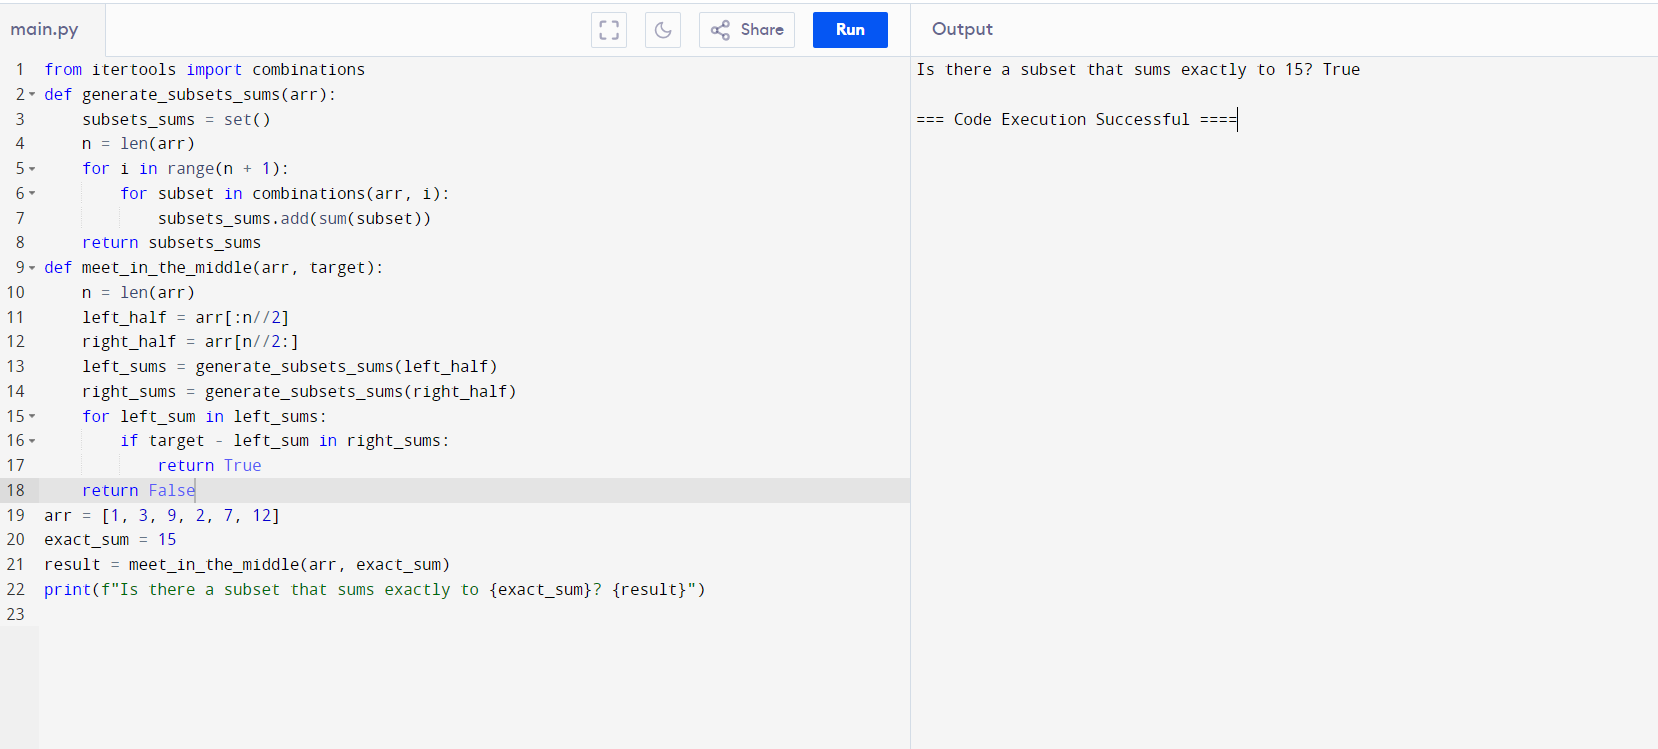 main.py
Share
Run
Output
1 from itertools import combinations
2 def generate_subsets_sums(arr):
3     subsets_sums = set()
4     n = len(arr)
5     for i in range(n + 1):
6         for subset in combinations(arr, i):
7             subsets_sums.add(sum(subset))
8     return subsets_sums
9 def meet_in_the_middle(arr, target):
10     n = len(arr)
11     left_half = arr[:n//2]
12     right_half = arr[n//2:]
13     left_sums = generate_subsets_sums(left_half)
14     right_sums = generate_subsets_sums(right_half)
15     for left_sum in left_sums:
16         if target - left_sum in right_sums:
17             return True
18     return False
19 arr = [1, 3, 9, 2, 7, 12]
20 exact_sum = 15
21 result = meet_in_the_middle(arr, exact_sum)
22 print(f"Is there a subset that sums exactly to {exact_sum}? {result}")
23
Is there a subset that sums exactly to 15? True
=== Code Execution Successful ====